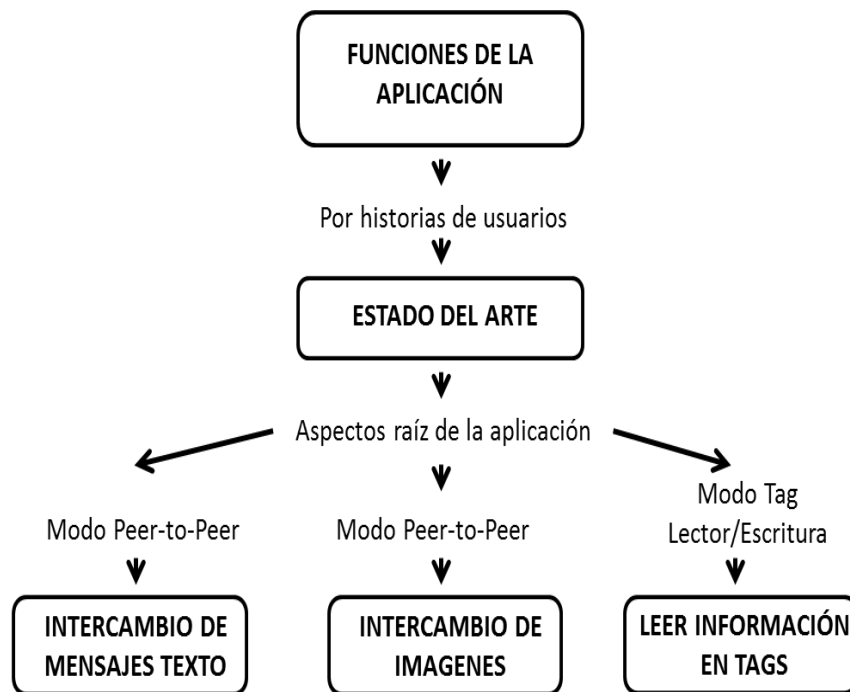 FUNCIONES DE LA
APLICACIÓN
Por historias de usuarios
ESTADO DEL ARTE
Aspectos raíz de la aplicación
Modo Peer-to-Peer
Modo Peer-to-Peer
Modo Tag
Lector/Escritura
INTERCAMBIO DE
MENSAJES TEXTO
INTERCAMBIO DE
IMAGENES
LEER INFORMACIÓN
EN TAGS